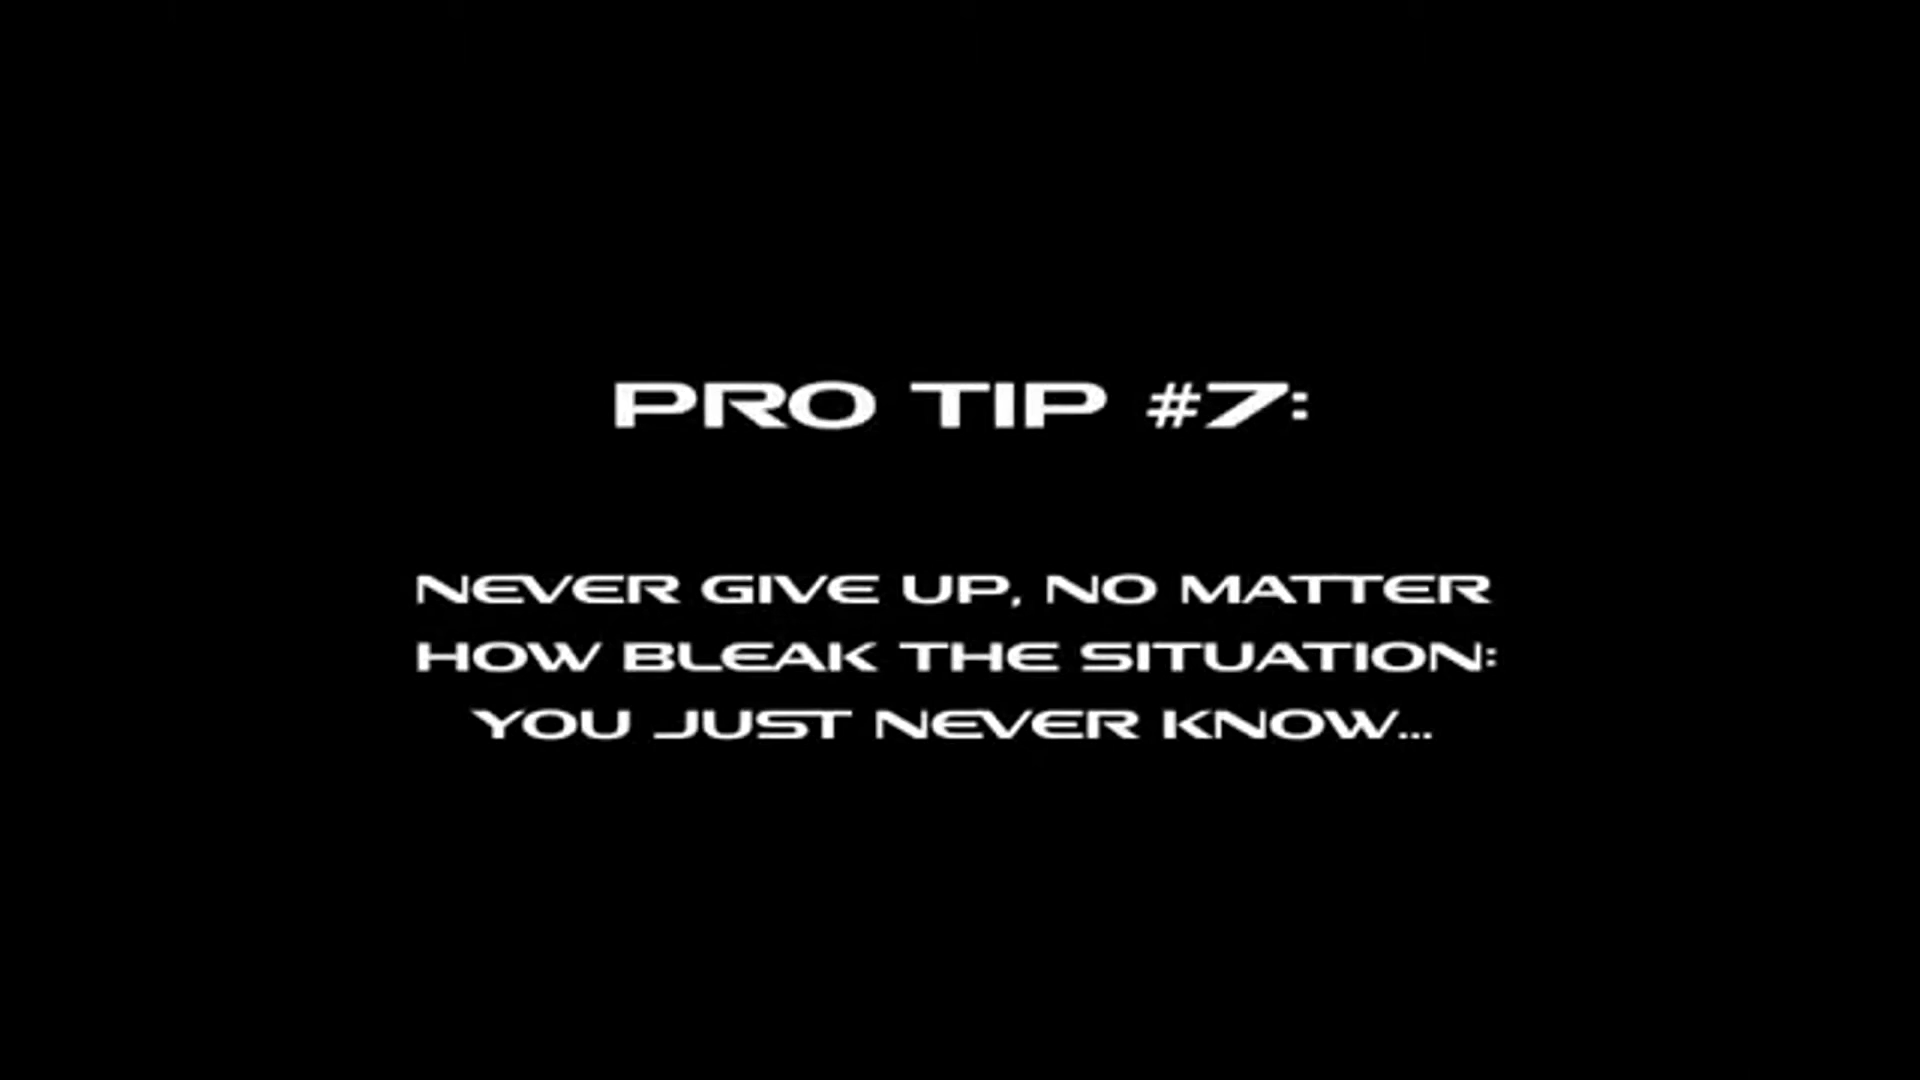 PRO TIP #7:
NEVER GIVE UP, NO MATTER
HOW BLEAK THE SITUATION:
YOU JUST NEVER KNOW...